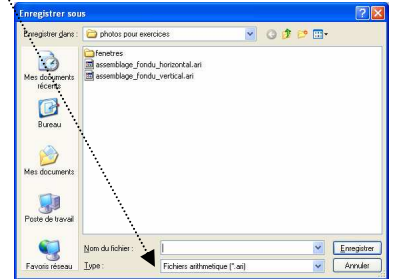 Enregistrer sous
Enregistrer dans :
photos pour exercices
fenetres
assemblage_fondu_horizontal.ari
assemblage_fondu_vertical.ari
Mes documents
récents
Bureau
Mes documents
Poste de travail
Favoris réseau
Nom du fichier :
Enregistrer
Type :
Fichiers arithmetique (*.ari)
Annuler